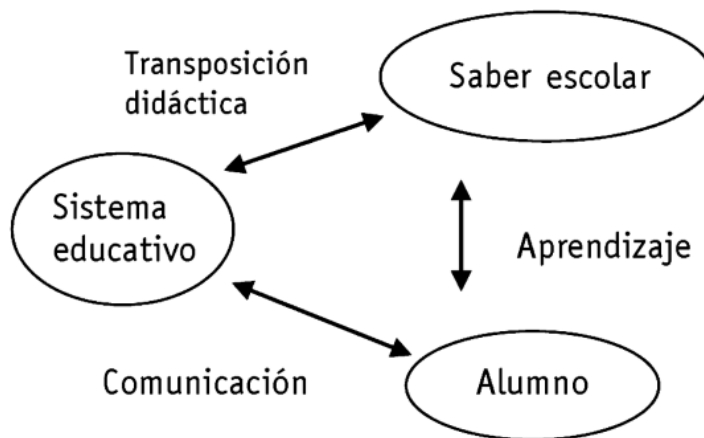 Transposición
didáctica
Saber escolar
Sistema
educativo
Aprendizaje
Comunicación
Alumno